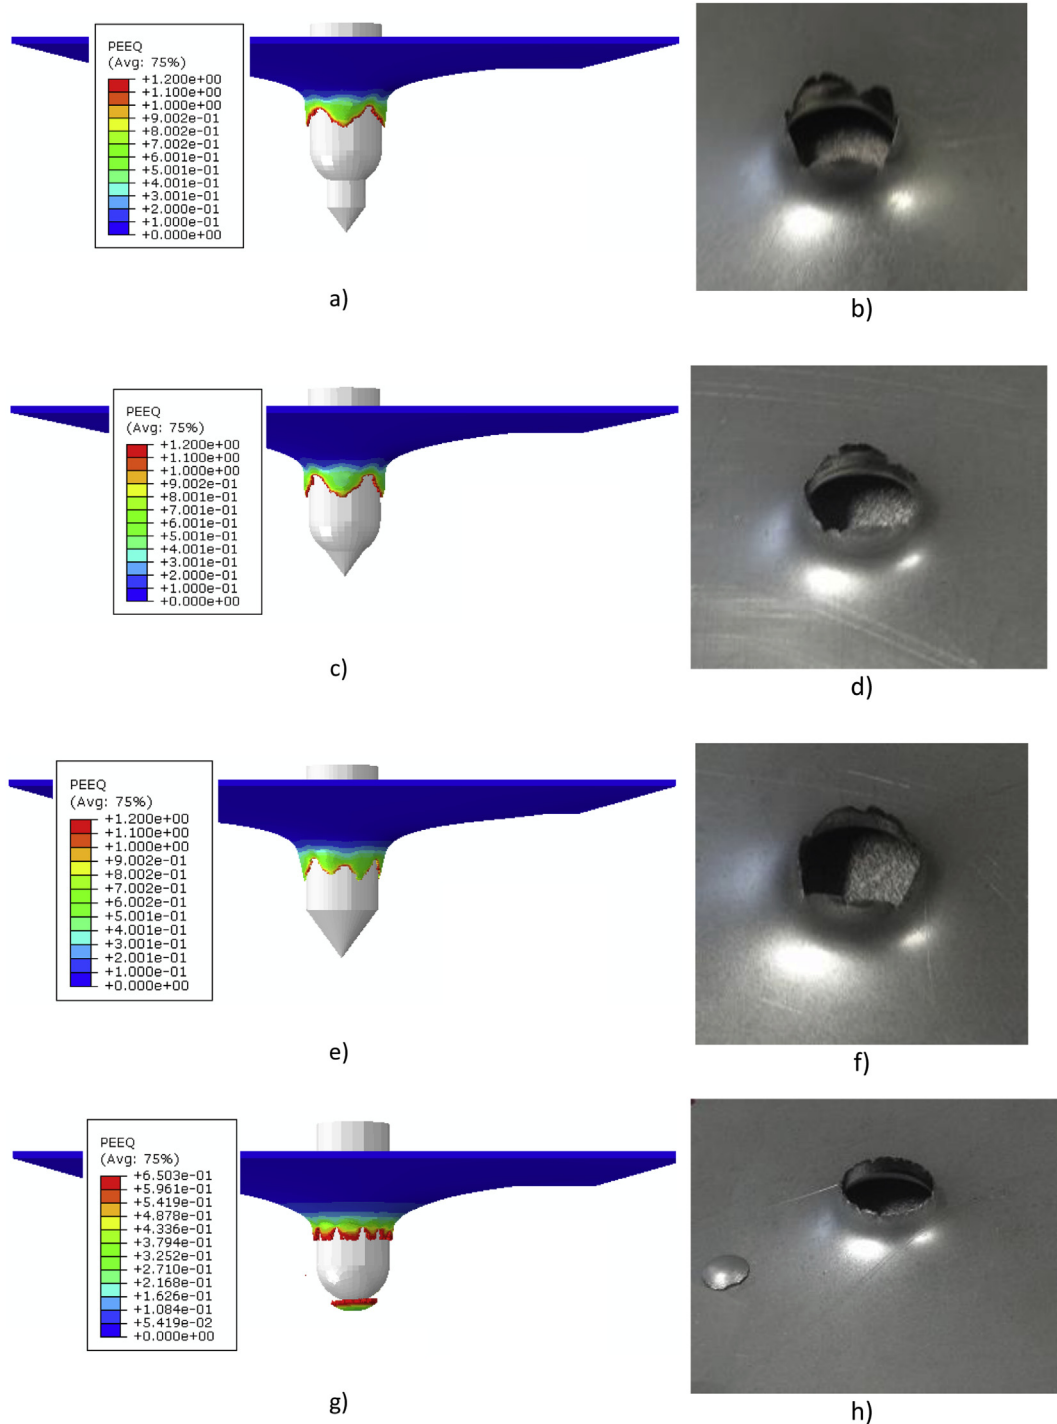 PEEQ
(Avg: 75%)
+1.200e+00
+1.100e+00
+1.000e+00
+9.002e-01
+8.002e-01
+7.002e-01
+6.001e-01
+5.001e-01
+4.001e-01
+3.001e-01
+2.000e-01
+1.000e-01
+0.000e+00
a)
b)
PEEQ
(Avg: 75%)
+1.200e+00
+1.100e+00
+1.000e+00
+9.002e-01
+8.001e-01
+7.001e-01
+6.001e-01
+5.001e-01
+4.001e-01
+3.001e-01
+2.000e-01
+1.000e-01
+0.000e+00
c)
d)
PEEQ
(Avg: 75%)
+1.200e+00
+1.100e+00
+1.000e+00
+9.002e-01
+8.002e-01
+7.002e-01
+6.002e-01
+5.001e-01
+4.001e-01
+3.001e-01
+2.001e-01
+1.000e-01
+0.000e+00
e)
f)
PEEQ
(Avg: 75%)
+6.503e-01
+5.961e-01
+5.419e-01
+4.878e-01
+4.336e-01
+3.794e-01
+3.252e-01
+2.710e-01
+2.168e-01
+1.626e-01
+1.084e-01
+5.419e-02
+0.000e+00
g)
h)